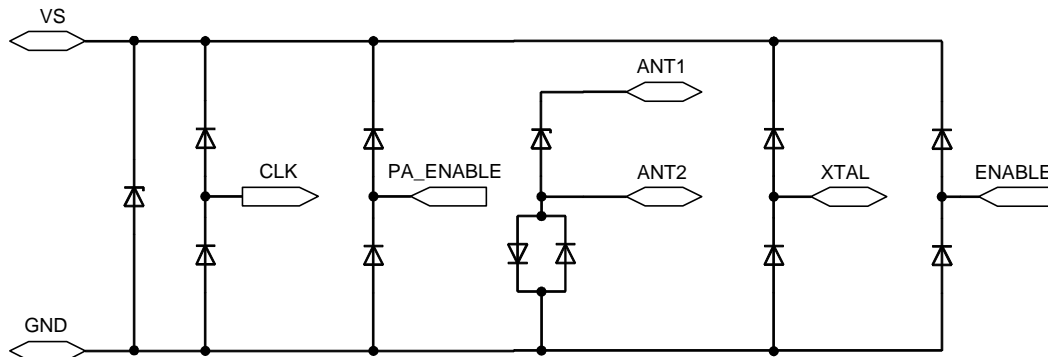 VS
ANT1
CLK
PA_ENABLE
ANT2
XTAL
ENABLE
GND